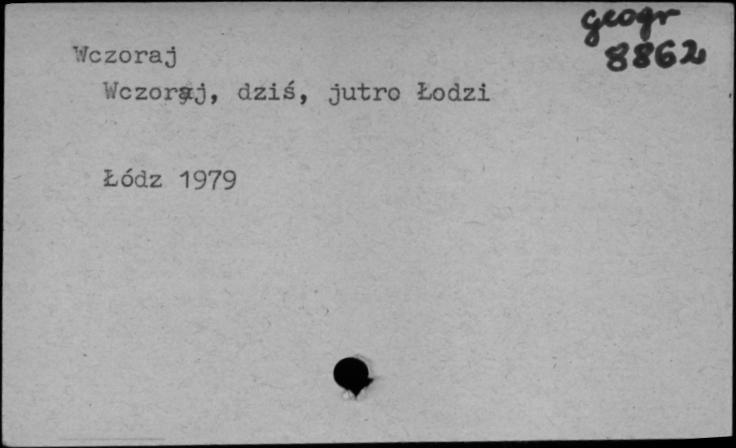 geogr
8862
Wczoraj
Wczoraj, dziś, jutro Łodzi
Łódz 1979